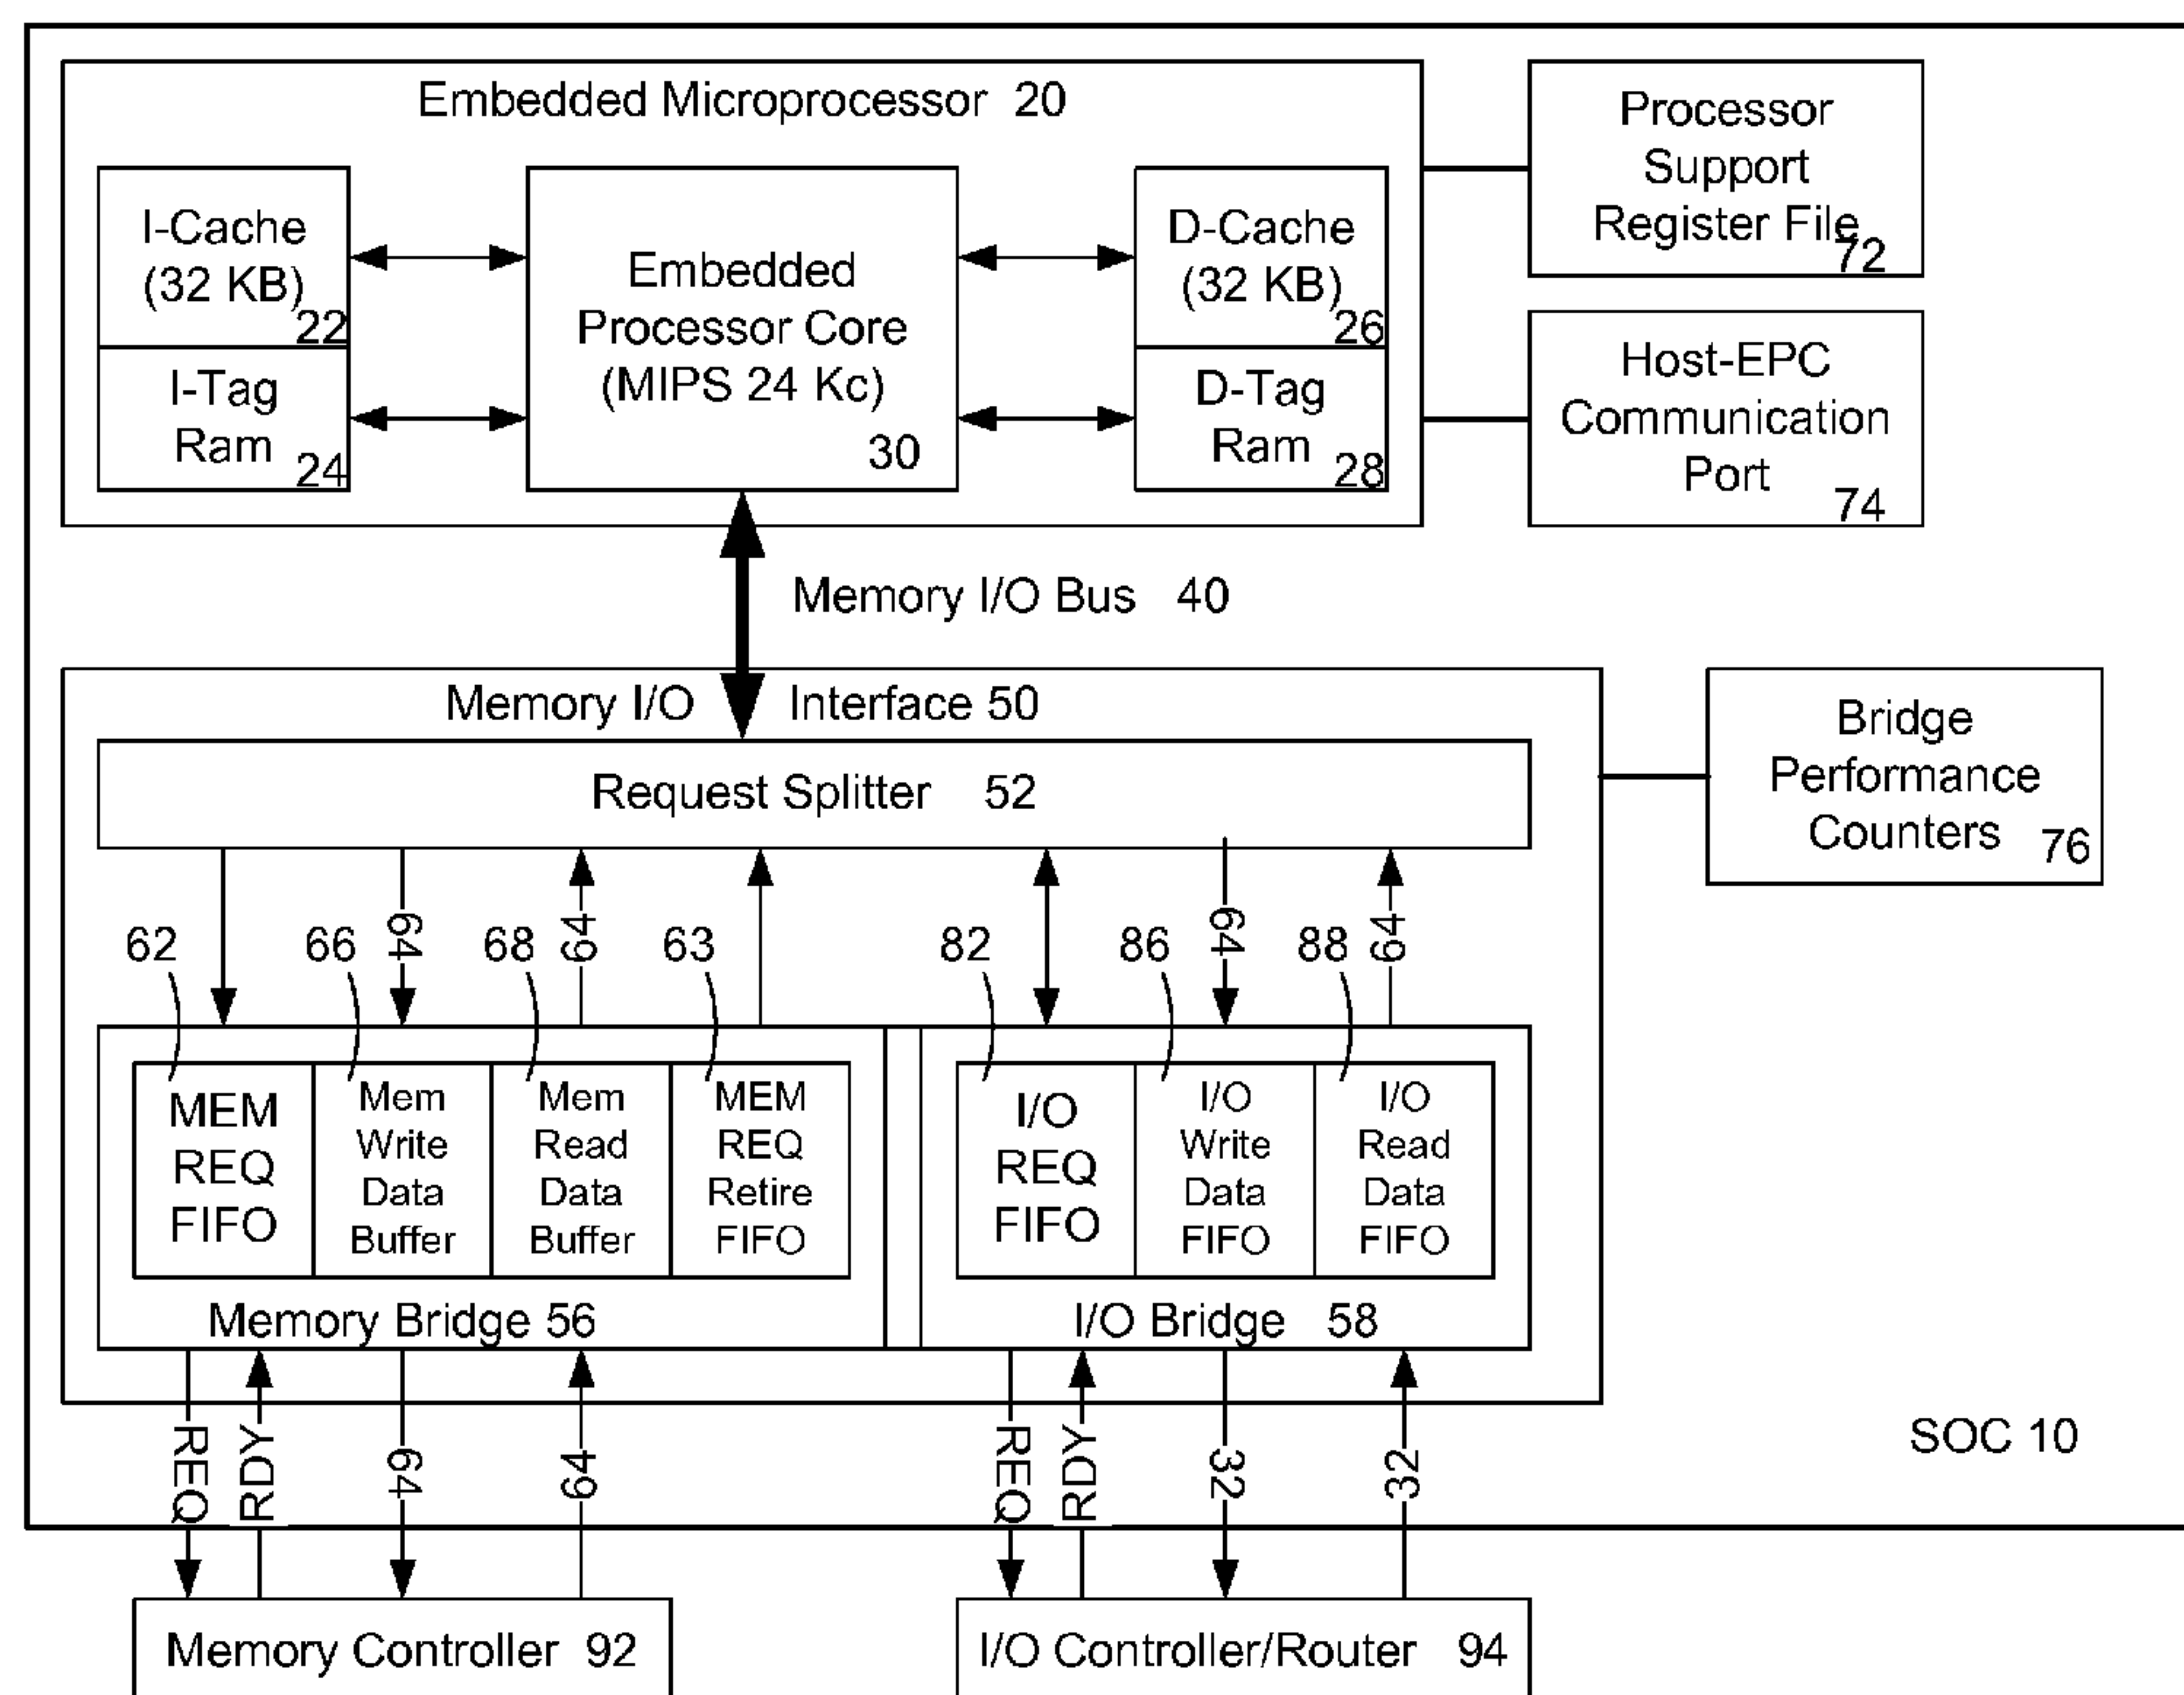 Embedded Microprocessor 20
I-Cache
(32 KB)
22
I-Tag
Ram
24
Embedded
Processor Core
(MIPS 24 Kc)
30
D-Cache
(32 KB)
26
D-Tag
Ram
28
Processor
Support
Register File
72
Host-EPC
Communication
Port
74
Memory I/O Bus 40
Memory I/O Interface 50
Request Splitter 52
Bridge
Performance
Counters
76
62
66
64
68
64
63
82
86
64
88
64
MEM
REQ
FIFO
Mem
Write
Data
Buffer
Mem
Read
Data
Buffer
MEM
REQ
Retire
FIFO
I/O
REQ
FIFO
I/O
Write
Data
FIFO
I/O
Read
Data
FIFO
Memory Bridge 56
I/O Bridge 58
REQ
RDY
64
64
REQ
RDY
32
32
SOC 10
Memory Controller 92
I/O Controller/Router 94